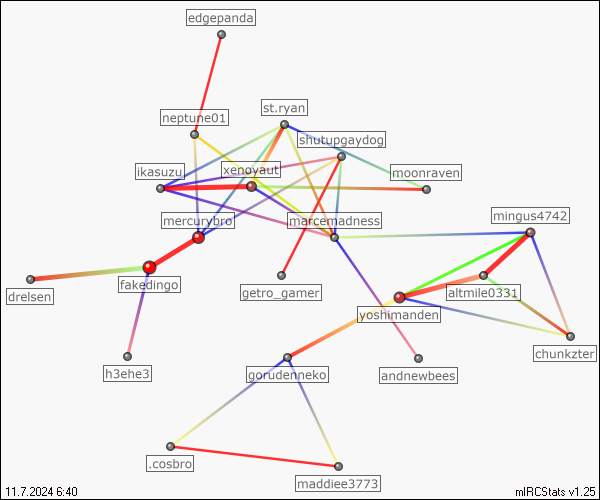 edgepanda
st.ryan
neptune01
shutupgaydog
ikasuzu
xenoyaut
moonraven
mercurybro
marcemadness
mingus4742
fakedingo
drelsen
getro_gamer
altmile0331
yoshimanden
chunkzter
h3ehe3
gorudenneko
andnewbees
.cosbro
maddiee3773
11.7.2024 6:40
mIRCStats v1.25